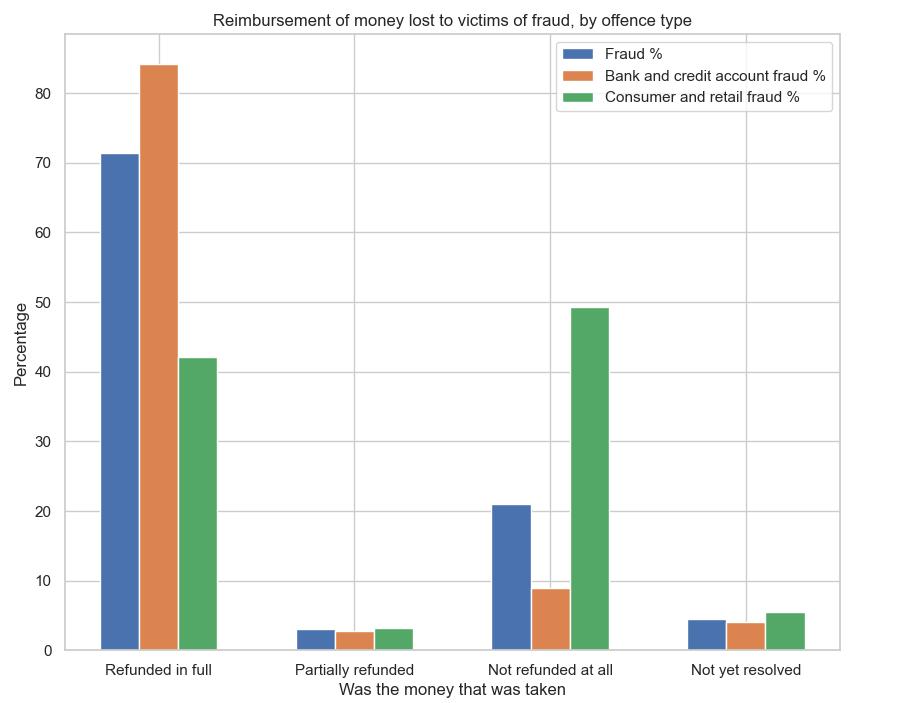 Reimbursement of money lost to victims of fraud, by offence type
Fraud %
Bank and credit account fraud %
Consumer and retail fraud %
Percentage
80
70
60
50
40
30
20
10
0
Refunded in full Partially refunded Not refunded at all Not yet resolved
Was the money that was taken